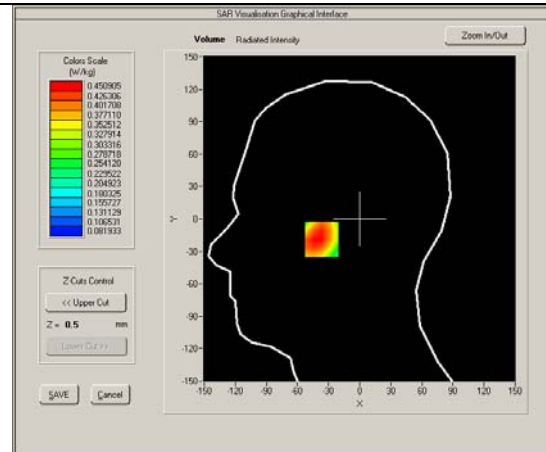 SAR Visualisation Graphical Interface
Volume Radiated Intensity
Zoom In/Out
Colors Scale
(W/kg)
0.450905
0.426306
0.401708
0.377110
0.352512
0.327914
0.303316
0.278718
0.254120
0.229522
0.204923
0.180325
0.155727
0.131129
0.106531
0.081933
Z Cuts Control
<< Upper Cut
Z = 0.5 mm
Lower Cut >>
SAVE Cancel
150
120
90
60
30
0
-30
-60
-90
-120
-150
Y
-150 -120 -90 -60 -30 0 30 60 90 120 150
X